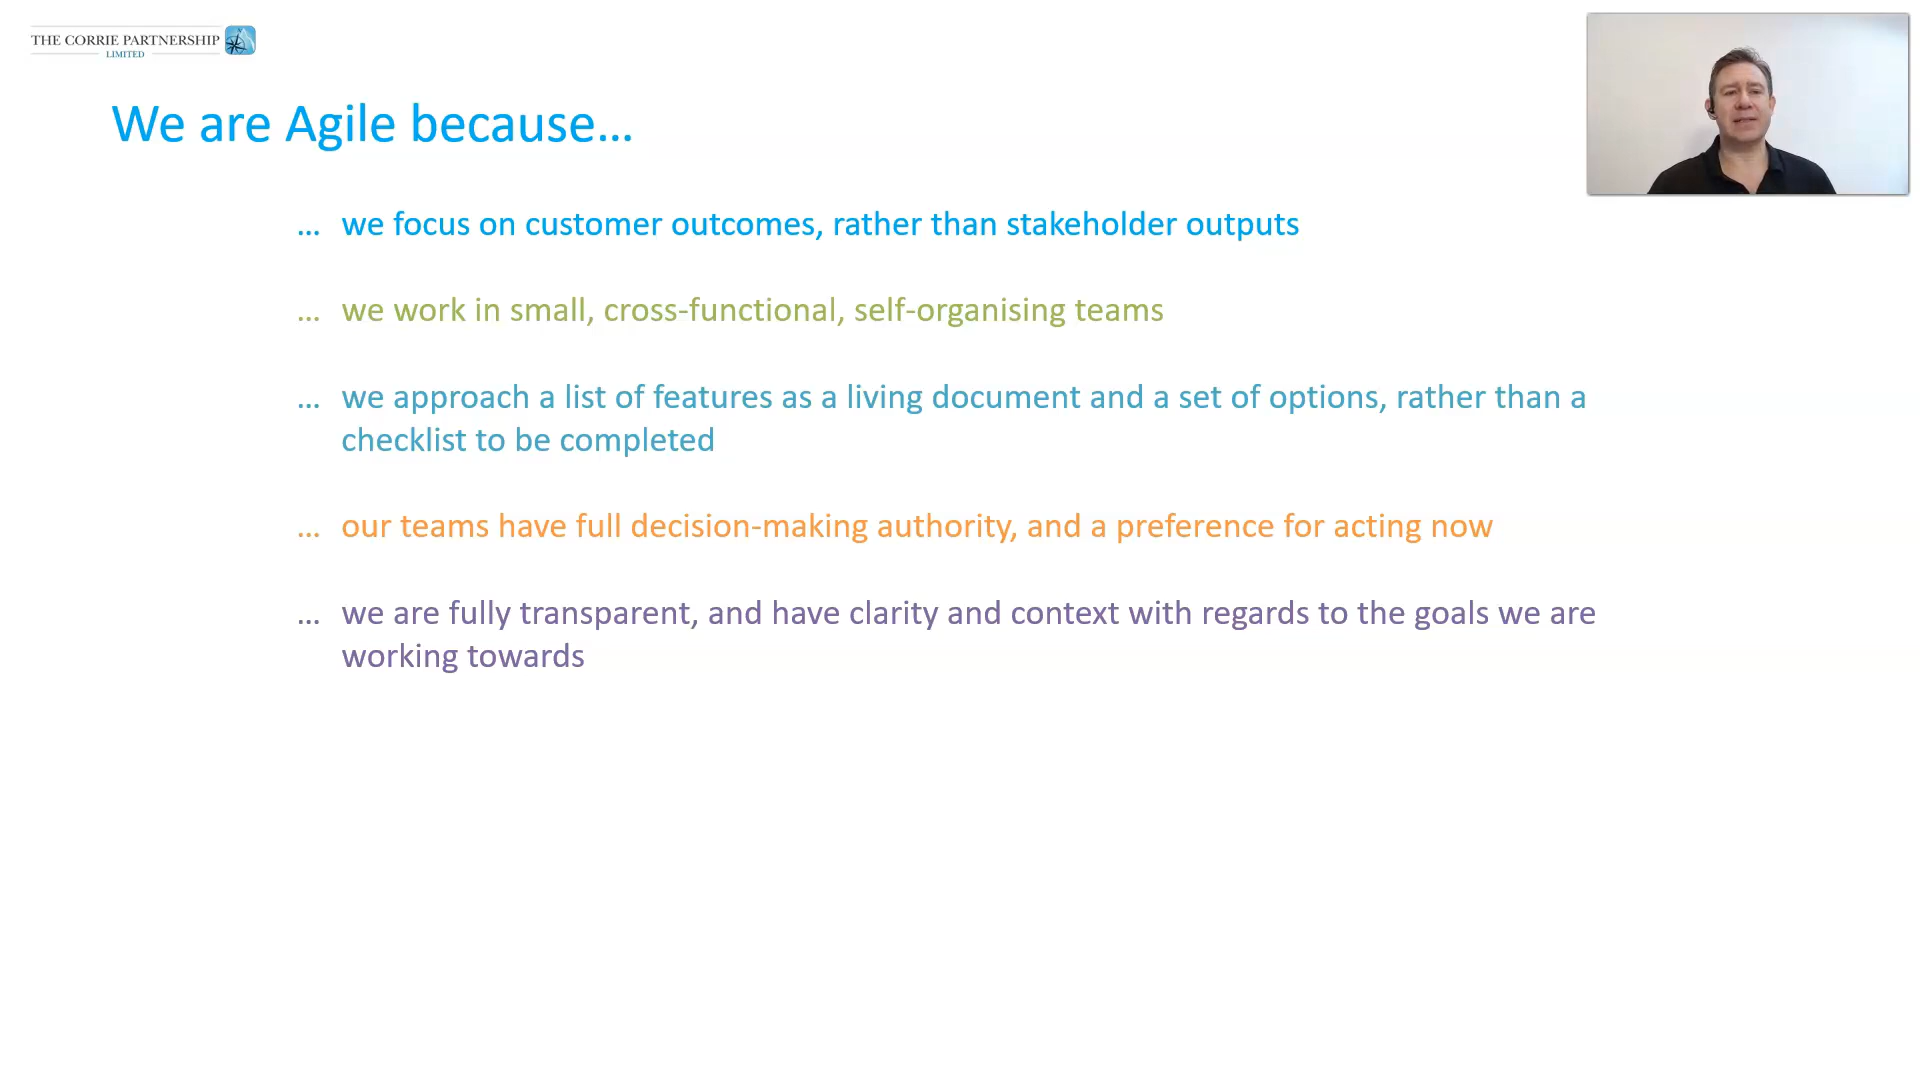 THE CORRIE PARTNERSHIP
LIMITED
We are Agile because...
... we focus on customer outcomes, rather than stakeholder outputs
... we work in small, cross-functional, self-organising teams
... we approach a list of features as a living document and a set of options, rather than a
checklist to be completed
... our teams have full decision-making authority, and a preference for acting now
... we are fully transparent, and have clarity and context with regards to the goals we are
working towards